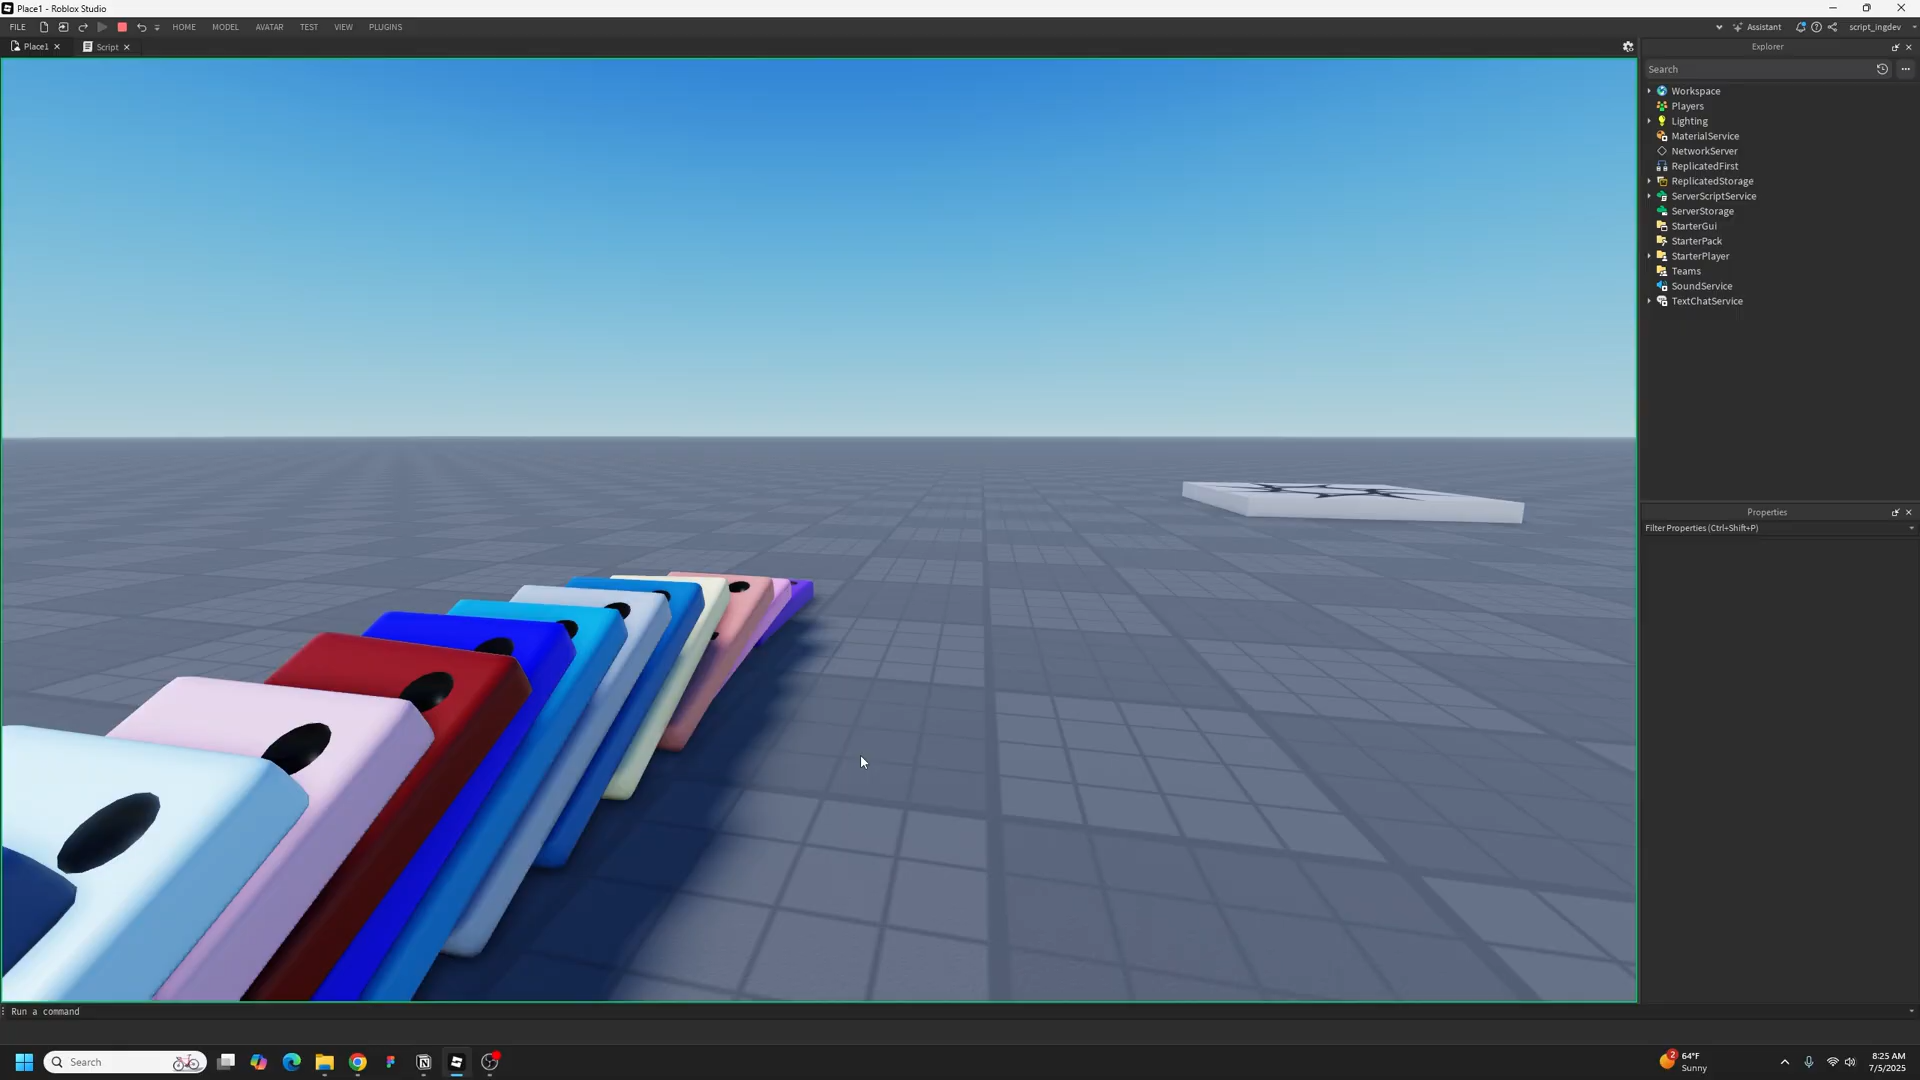 Place1 - Roblox Studio
FILE HOME MODEL AVATAR TEST VIEW PLUGINS Assistant script_ingdev
Place1 Script
Explorer
Search
Workspace
Players
Lighting
MaterialService
NetworkServer
ReplicatedFirst
ReplicatedStorage
ServerScriptService
ServerStorage
StarterGui
StarterPack
StarterPlayer
Teams
SoundService
TextChatService
Properties
Filter Properties (Ctrl+Shift+P)
Run a command
Search
2
64°F
Sunny
8:25 AM
7/5/2025